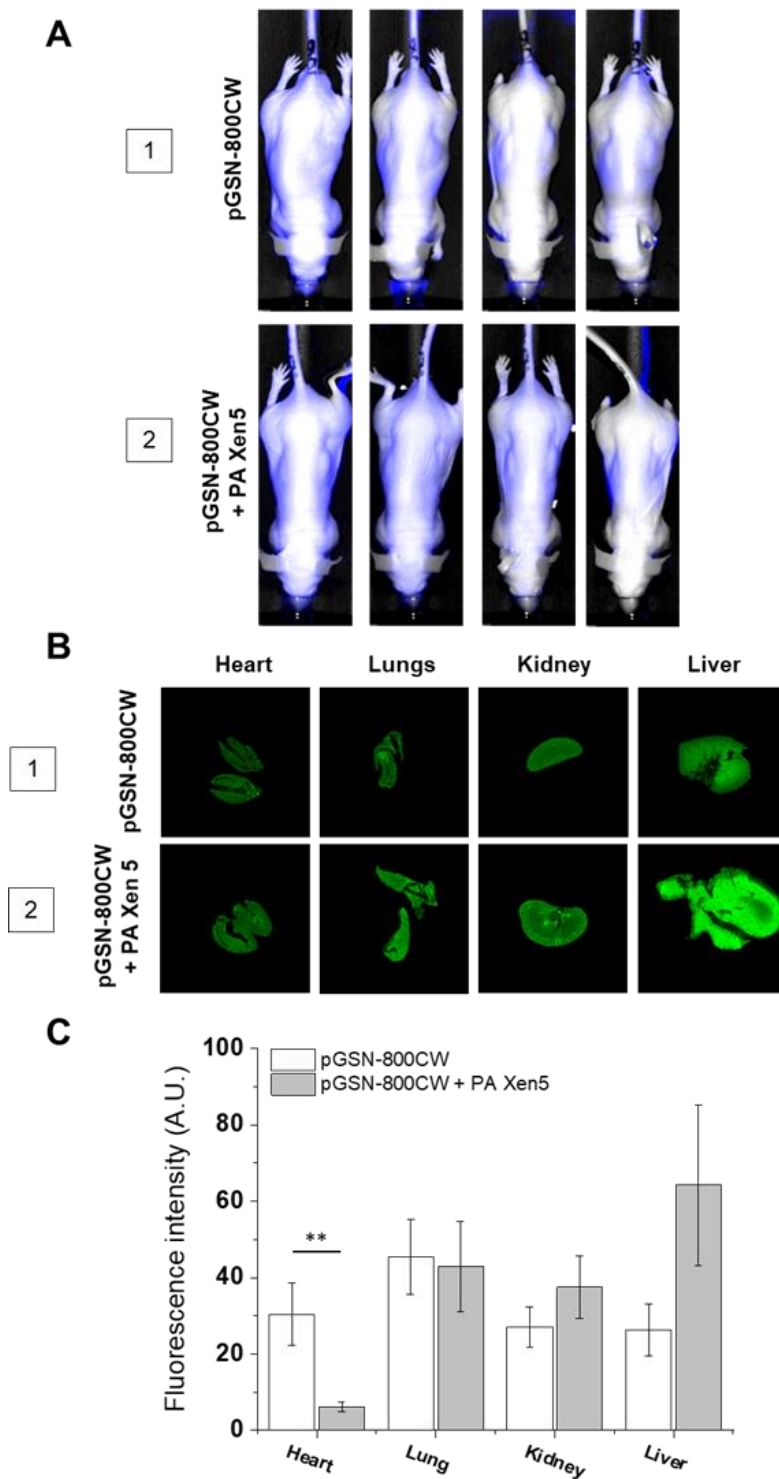 A
1
pGSN-800CW
2
pGSN-800CW
+ PA Xen5
B
Heart Lungs Kidney Liver
1
pGSN-800CW
2
pGSN-800CW
+ PA Xen 5
C
Fluorescence intensity (A.U.)
100
80
60
40
20
0
pGSN-800CW
pGSN-800CW + PA Xen5
**
Heart Lung Kidney Liver